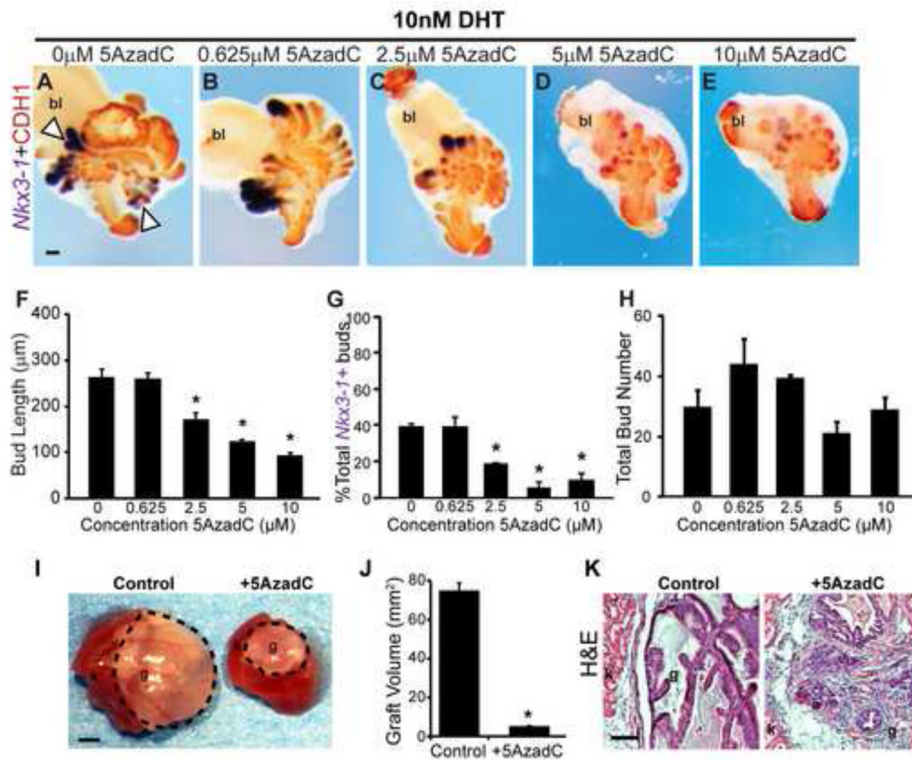 10nM DHT
0µM 5AzadC 0.625µM 5AzadC 2.5µM 5AzadC 5µM 5AzadC 10µM 5AzadC
A B C D E
bl bl bl bl bl
Nkx3-1+CDH1
F G H
Bud Length (µm)
400
300
200
100
0
0 0.625 2.5 5 10
Concentration 5AzadC (µM)
* * *
%Total Nkx3-1+ buds
100
80
60
40
20
0
0 0.625 2.5 5 10
Concentration 5AzadC (µM)
* * *
Total Bud Number
60
40
20
0
0 0.625 2.5 5 10
Concentration 5AzadC (µM)
I J K
Control +5AzadC
g g
Graft Volume (mm²)
80
60
40
20
0
*
Control +5AzadC
Control +5AzadC
H&E
k g k g